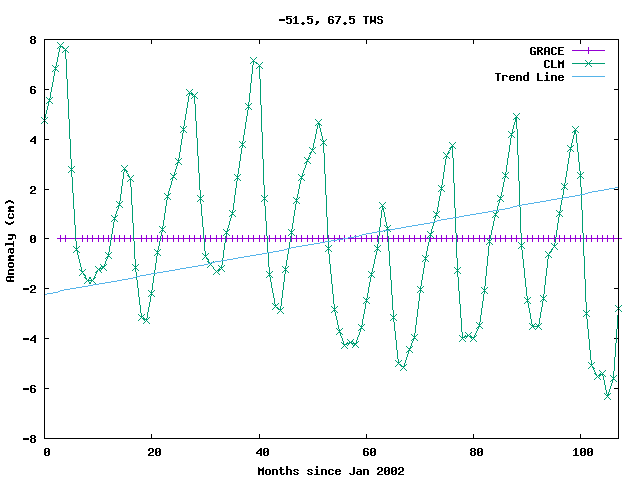 -51.5, 67.5 TWS
GRACE
CLM
Trend Line
8
6
4
2
0
-2
-4
-6
-8
Anomaly (cm)
0 20 40 60 80 100
Months since Jan 2002